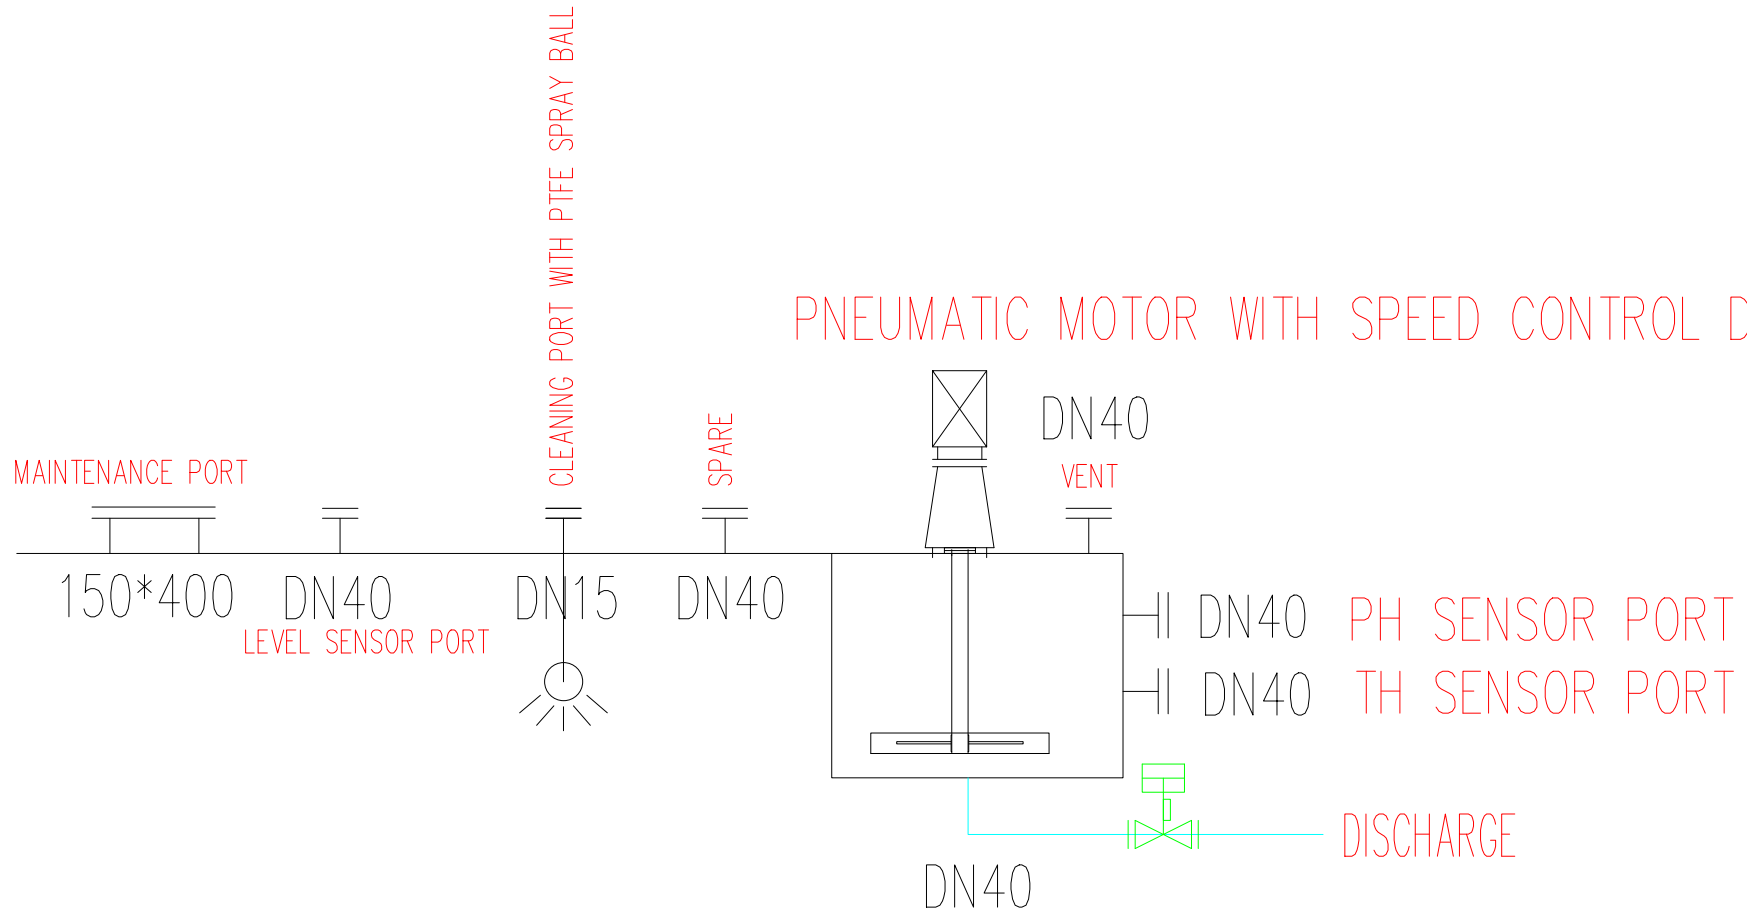 CLEANING PORT WITH PTFE SPRAY BALL
PNEUMATIC MOTOR WITH SPEED CONTROL D
DN40
SPARE
MAINTENANCE PORT
VENT
150*400
DN40
DN15
DN40
LEVEL SENSOR PORT
DN40 PH SENSOR PORT
DN40 TH SENSOR PORT
DISCHARGE
DN40